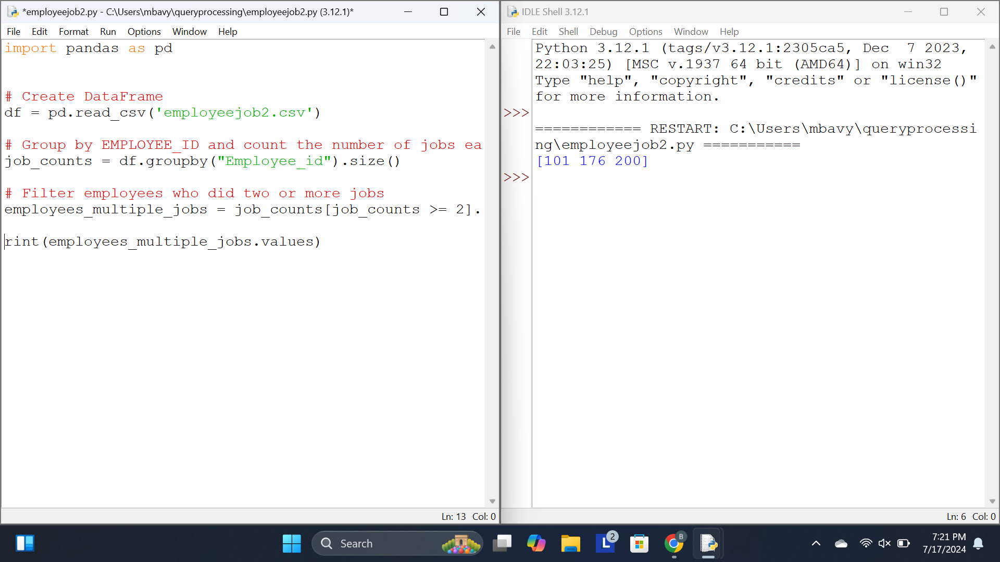 *employeejob2.py - C:\Users\mbavy\queryprocessing\employeejob2.py (3.12.1)*
File Edit Format Run Options Window Help
import pandas as pd
# Create DataFrame
df = pd.read_csv('employeejob2.csv')
# Group by EMPLOYEE_ID and count the number of jobs ea
job_counts = df.groupby("Employee_id").size()
# Filter employees who did two or more jobs
employees_multiple_jobs = job_counts[job_counts >= 2].
rint(employees_multiple_jobs.values)
Ln: 13 Col: 0
IDLE Shell 3.12.1
File Edit Shell Debug Options Window Help
Python 3.12.1 (tags/v3.12.1:2305ca5, Dec  7 2023,
22:03:25) [MSC v.1937 64 bit (AMD64)] on win32
Type "help", "copyright", "credits" or "license()"
for more information.
>>>
============ RESTART: C:\Users\mbavy\queryprocessi
ng\employeejob2.py ===========
[101 176 200]
>>>
Ln: 6 Col: 0
Search
L
2
B
7:21 PM
7/17/2024